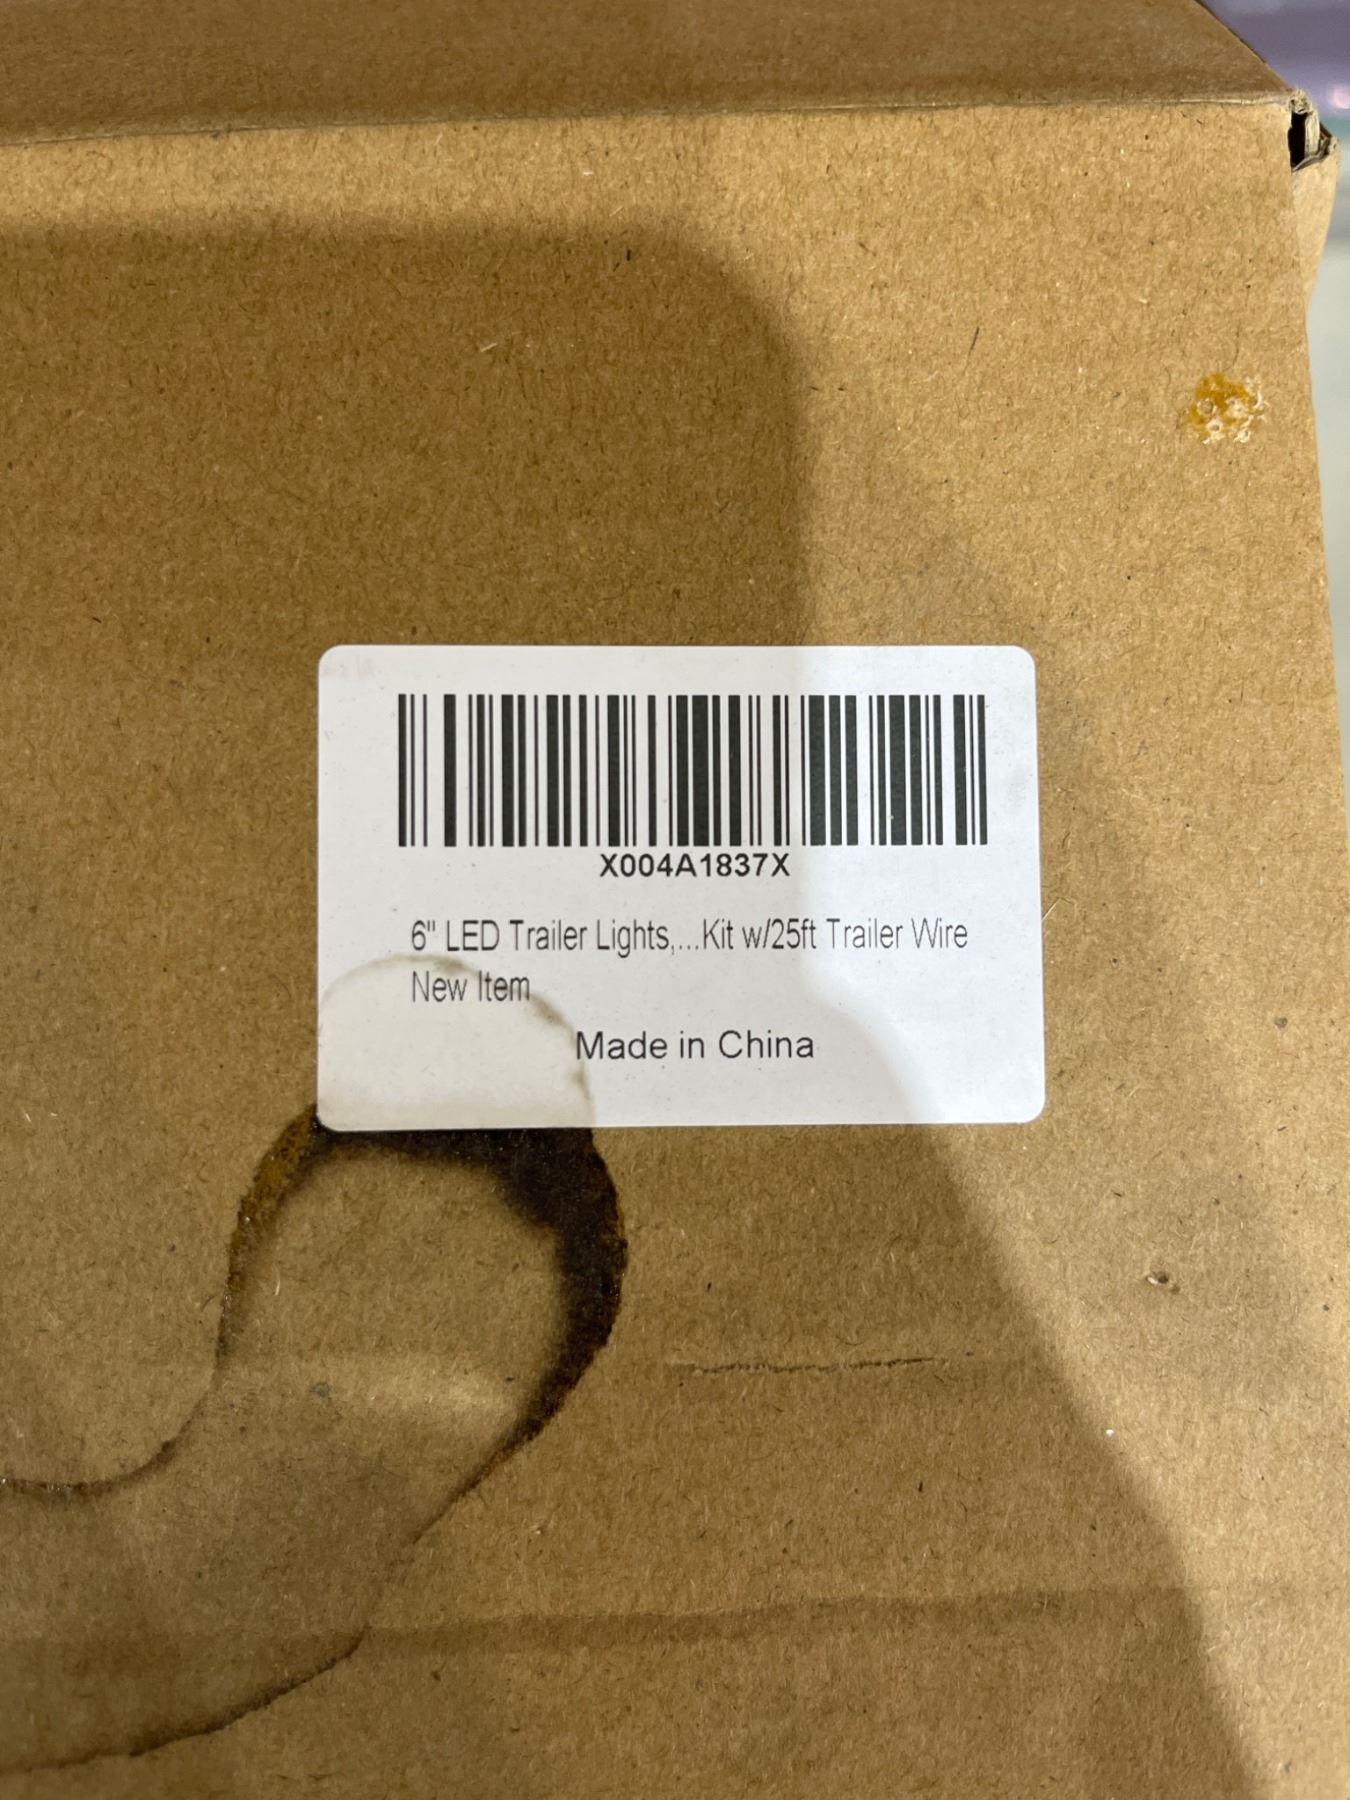 X004A1837X
6" LED Trailer Lights,...Kit w/25ft Trailer Wire
New Item
Made in China